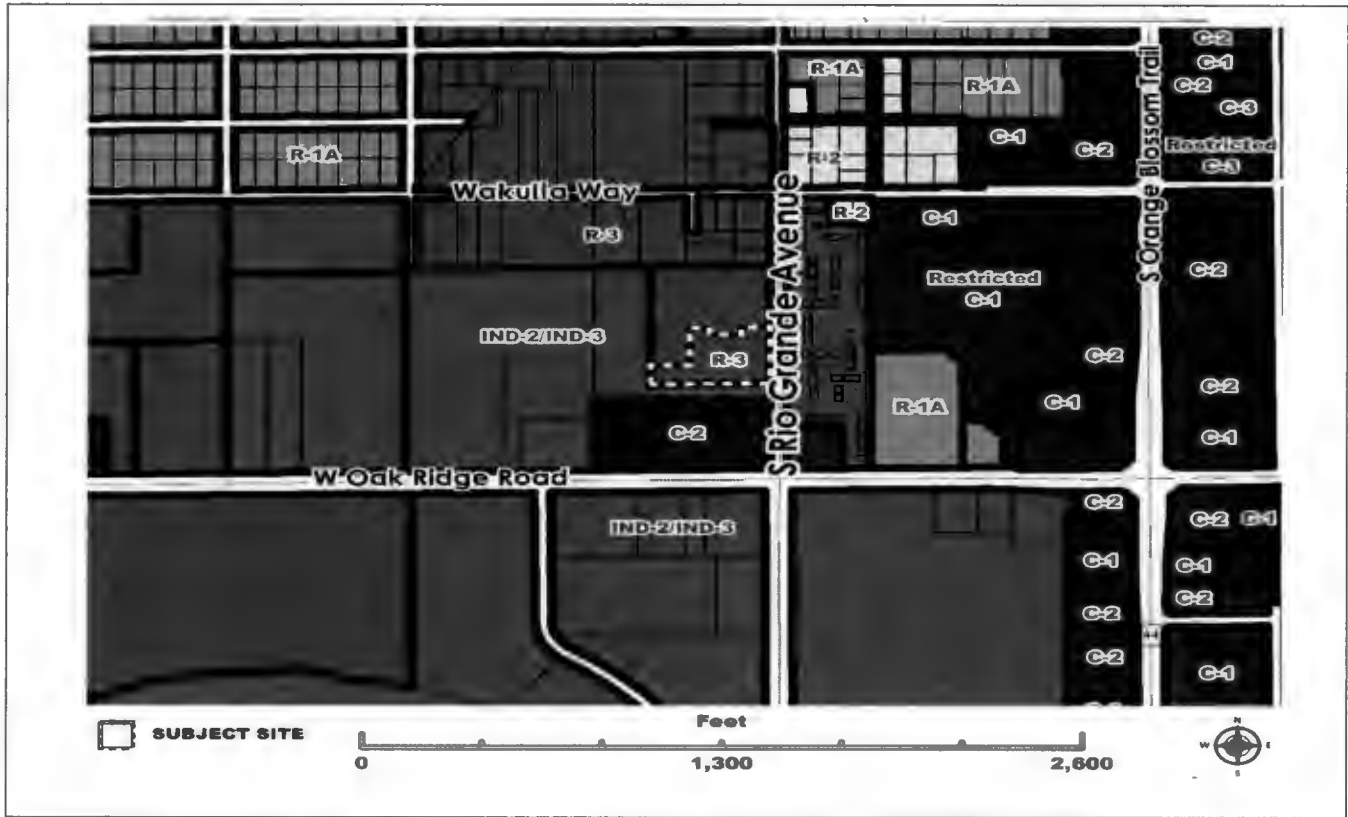 C-2
R-1A
R-1A
C-1
C-2
C-3
R-1A
R-2
C-1
C-2
Restricted
C-3
S Orange Blossom Trail
Wakulla Way
S Rio Grande Avenue
R-2
C-1
R-3
Restricted
C-1
C-2
IND-2/IND-3
R-3
C-2
C-2
R-1A
C-1
C-2
C-1
W Oak Ridge Road
IND-2/IND-3
C-2
C-2
C-1
C-1
C-1
C-2
C-2
C-2
C-1
44
SUBJECT SITE
Feet
0
1,300
2,600
N
W
E
S